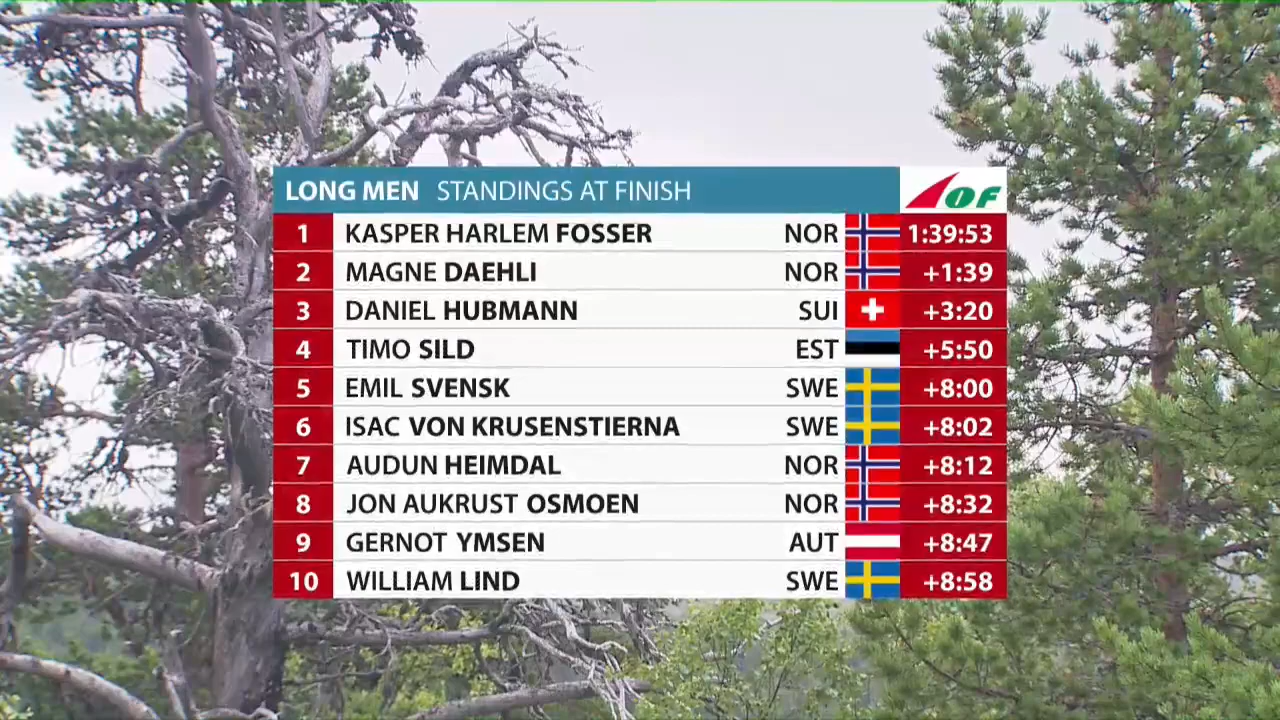 LONG MEN STANDINGS AT FINISH IOF
1 KASPER HARLEM FOSSER NOR 1:39:53
2 MAGNE DAEHLI NOR +1:39
3 DANIEL HUBMANN SUI +3:20
4 TIMO SILD EST +5:50
5 EMIL SVENSK SWE +8:00
6 ISAC VON KRUSENSTIERNA SWE +8:02
7 AUDUN HEIMDAL NOR +8:12
8 JON AUKRUST OSMOEN NOR +8:32
9 GERNOT YMSEN AUT +8:47
10 WILLIAM LIND SWE +8:58